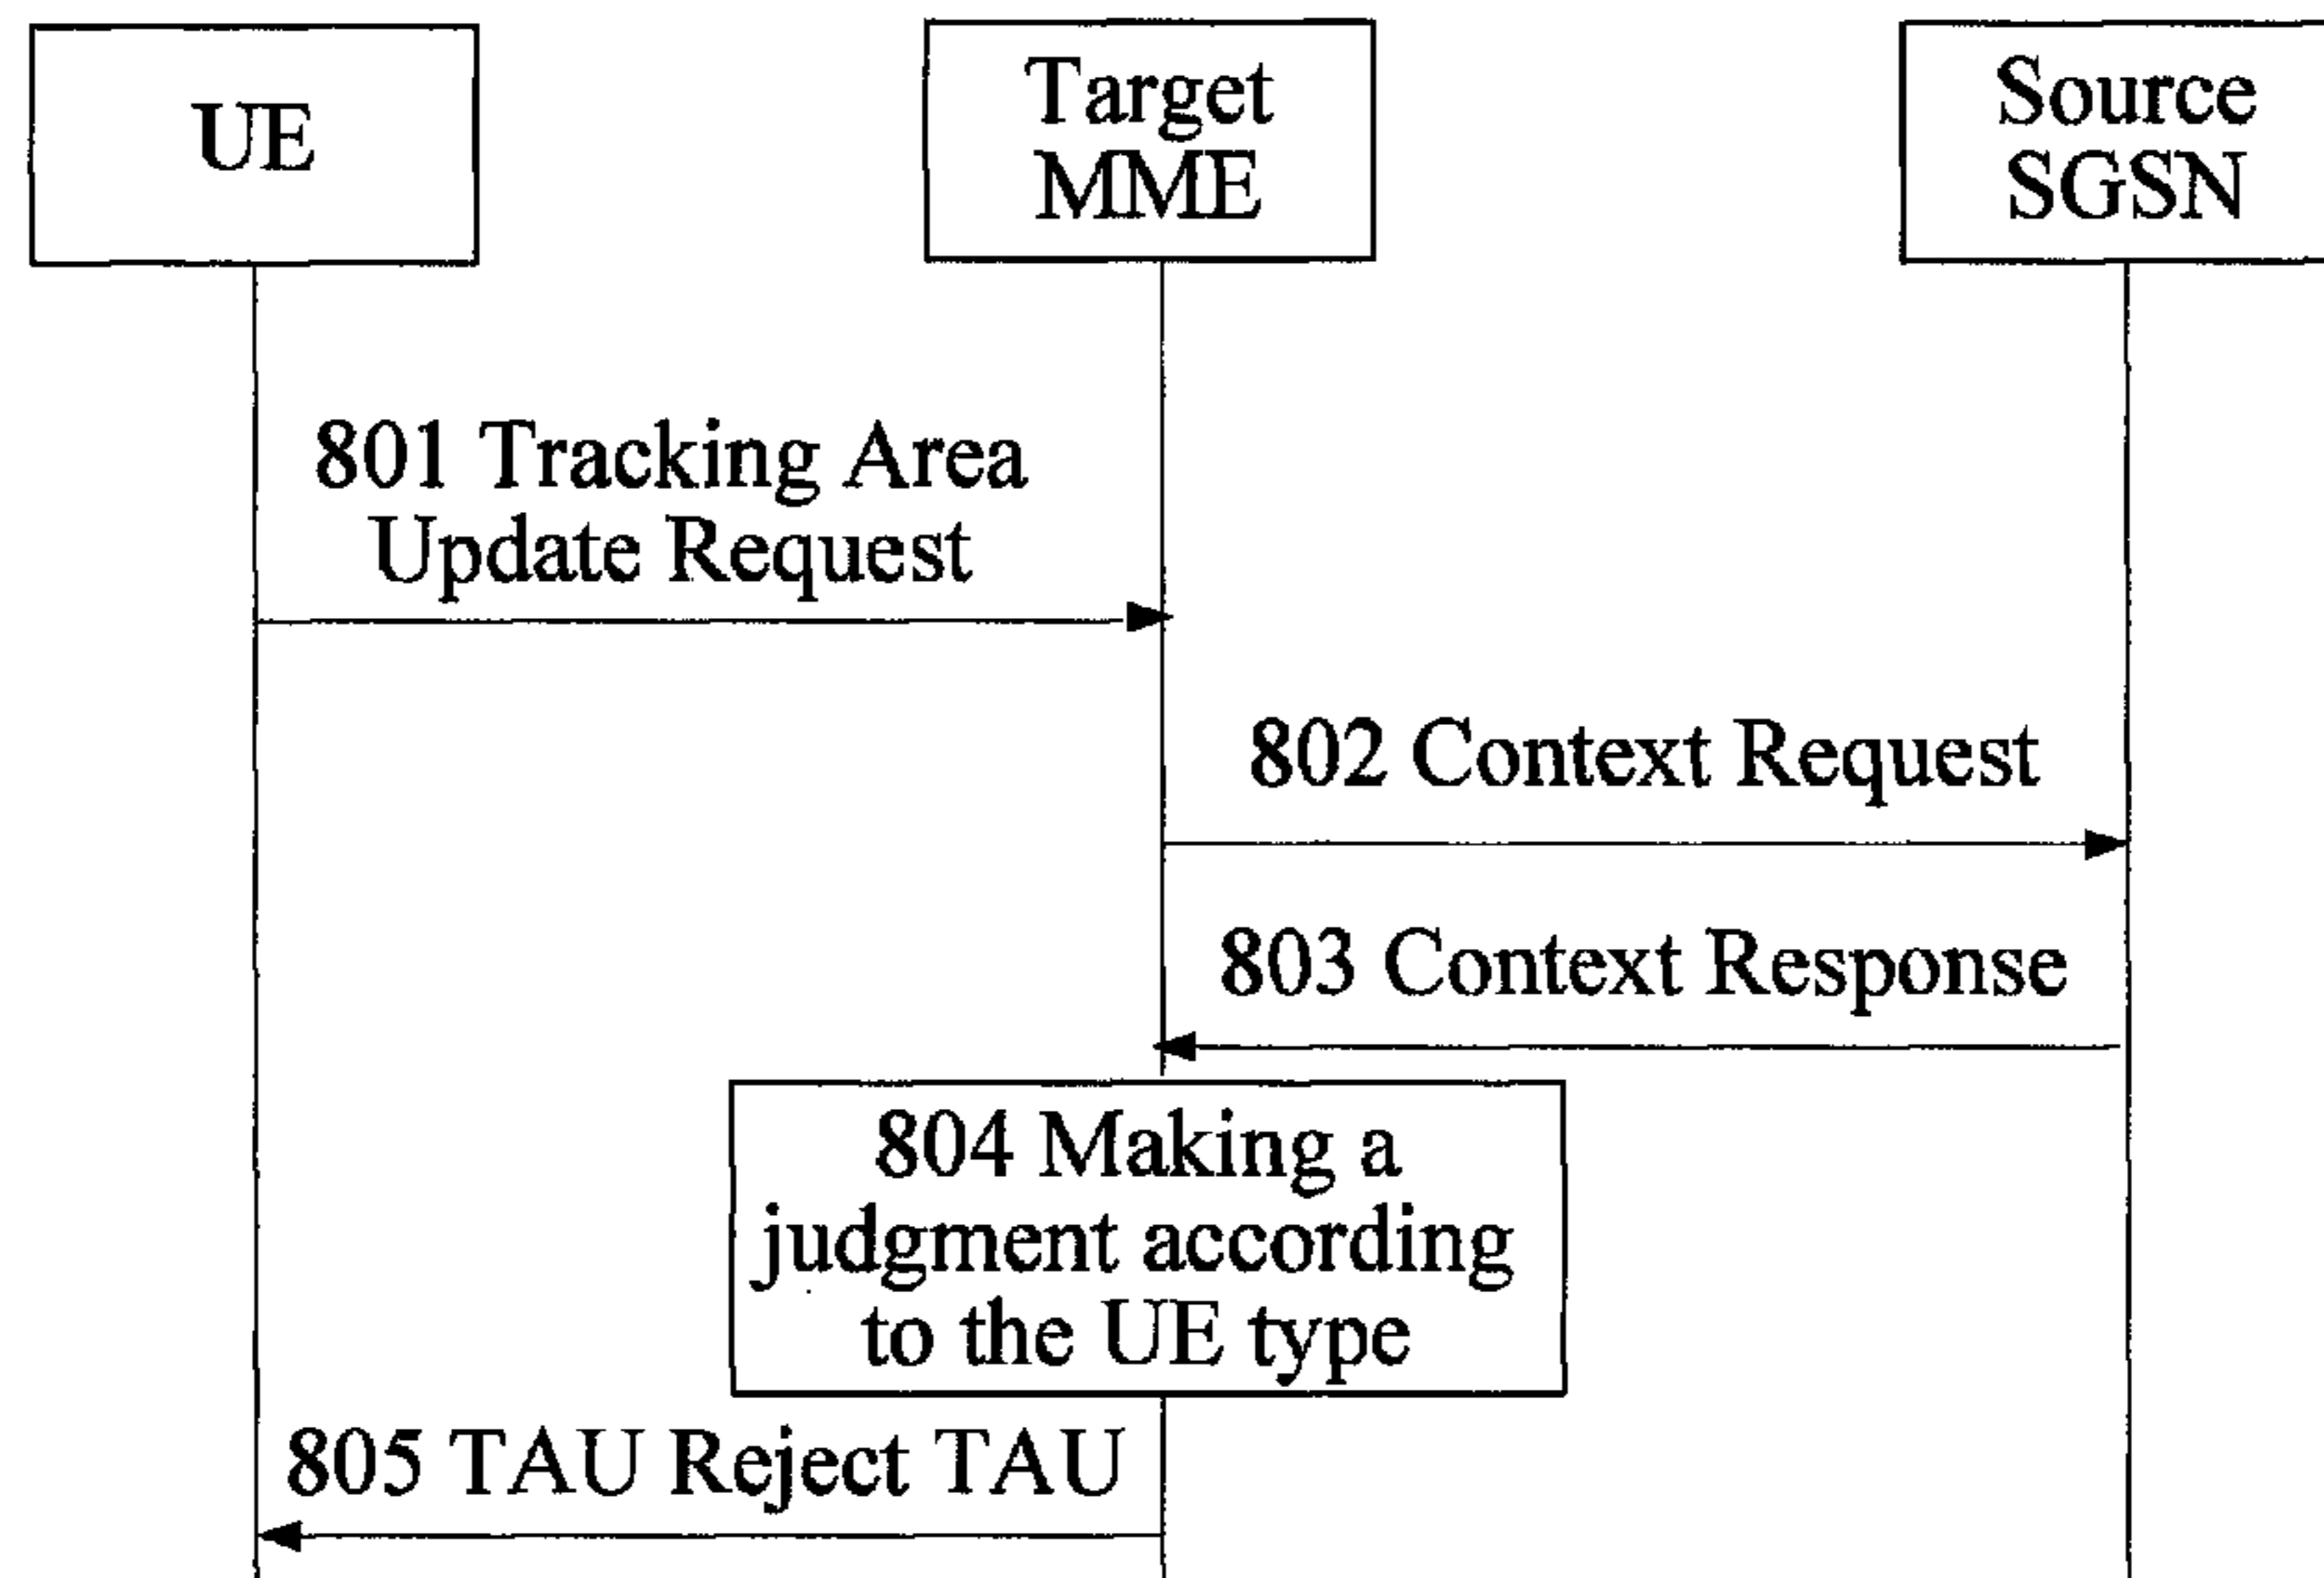 UE
Target
MME
Source
SGSN
801 Tracking Area
Update Request
802 Context Request
803 Context Response
804 Making a
judgment according
to the UE type
805 TAU Reject TAU